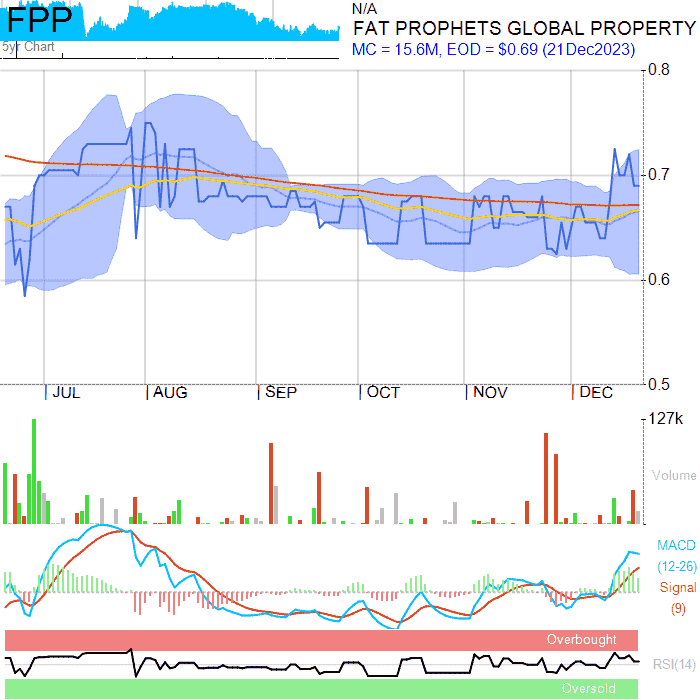 FPP
5yr Chart
N/A
FAT PROPHETS GLOBAL PROPERTY
MC = 15.6M, EOD = $0.69 (21Dec2023)
0.8
0.7
0.6
0.5
JUL AUG SEP OCT NOV DEC
127k
Volume
MACD
(12-26)
Signal
(9)
Overbought
RSI(14)
Oversold